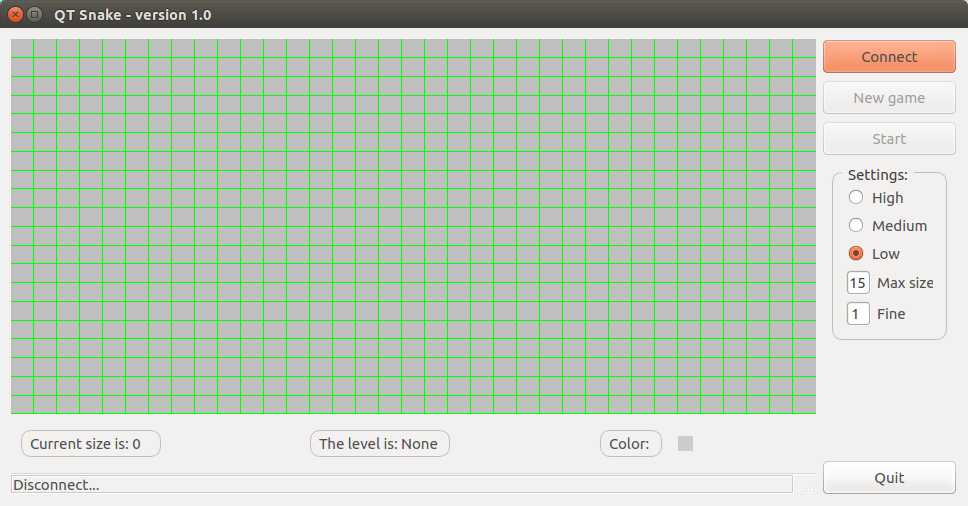 QT Snake - version 1.0
Connect
New game
Start
Settings:
High
Medium
Low
15 Max size
1 Fine
Current size is: 0
The level is: None
Color:
Disconnect...
Quit